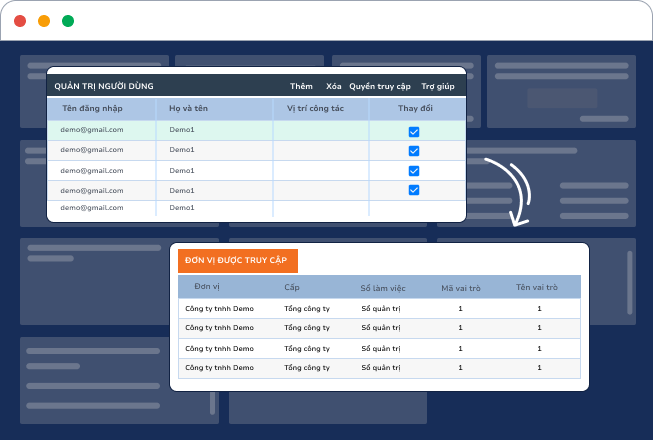 QUẢN TRỊ NGƯỜI DÙNG Thêm Xóa Quyền truy cập Trợ giúp
Tên đăng nhập Họ và tên Vị trí công tác Thay đổi
demo@gmail.com Demo1
demo@gmail.com Demo1
demo@gmail.com Demo1
demo@gmail.com Demo1
demo@gmail.com Demo1
ĐƠN VỊ ĐƯỢC TRUY CẬP
Đơn vị Cấp Sổ làm việc Mã vai trò Tên vai trò
Công ty tnhh Demo Tổng công ty Sổ quản trị 1 1
Công ty tnhh Demo Tổng công ty Sổ quản trị 1 1
Công ty tnhh Demo Tổng công ty Sổ quản trị 1 1
Công ty tnhh Demo Tổng công ty Sổ quản trị 1 1